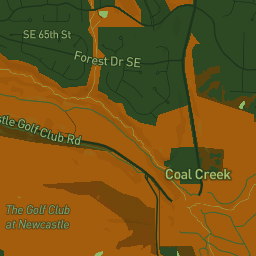 SE 65th St
Forest Dr SE
stle Golf Club Rd
Coal Creek
The Golf Club
at Newcastle